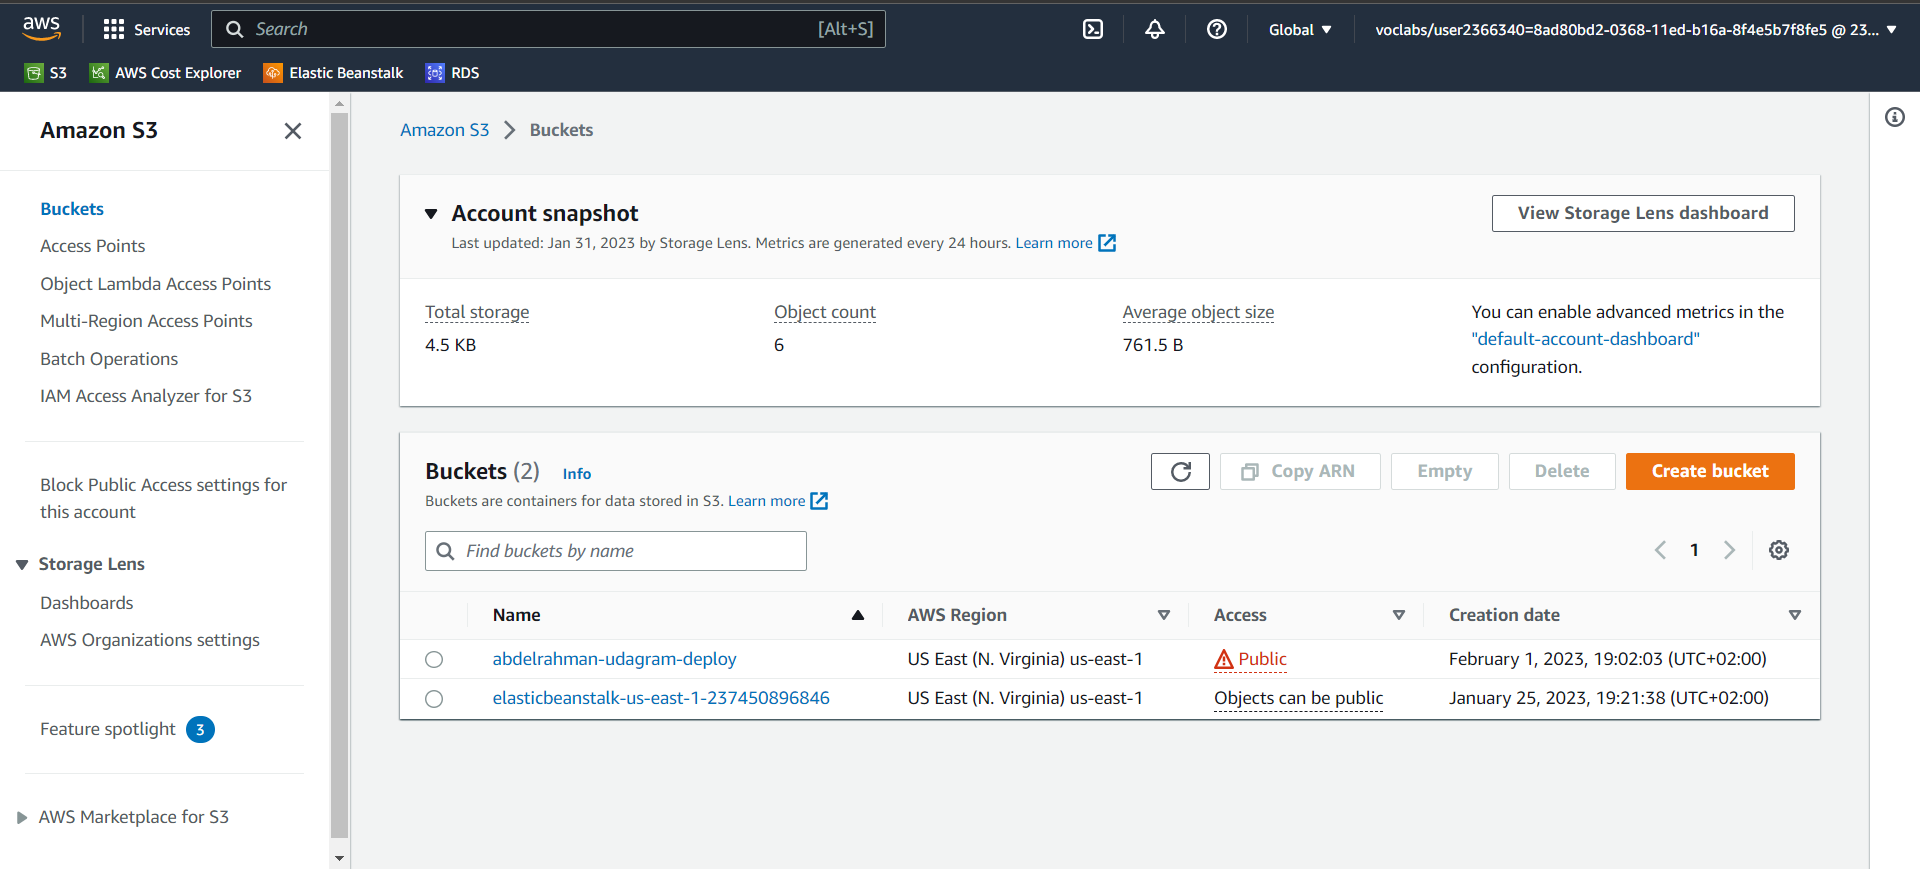 aws
Services
Search [Alt+S]
Global
voclabs/user2366340=8ad80bd2-0368-11ed-b16a-8f4e5b7f8fe5 @ 23...
S3 AWS Cost Explorer Elastic Beanstalk RDS
Amazon S3
Buckets
Access Points
Object Lambda Access Points
Multi-Region Access Points
Batch Operations
IAM Access Analyzer for S3
Block Public Access settings for
this account
Storage Lens
Dashboards
AWS Organizations settings
Feature spotlight 3
AWS Marketplace for S3
Amazon S3 Buckets
Account snapshot
Last updated: Jan 31, 2023 by Storage Lens. Metrics are generated every 24 hours. Learn more
View Storage Lens dashboard
Total storage
4.5 KB
Object count
6
Average object size
761.5 B
You can enable advanced metrics in the
"default-account-dashboard"
configuration.
Buckets (2) Info
Buckets are containers for data stored in S3. Learn more
Copy ARN Empty Delete Create bucket
Find buckets by name
1
Name AWS Region Access Creation date
abdelrahman-udagram-deploy US East (N. Virginia) us-east-1 Public February 1, 2023, 19:02:03 (UTC+02:00)
elasticbeanstalk-us-east-1-237450896846 US East (N. Virginia) us-east-1 Objects can be public January 25, 2023, 19:21:38 (UTC+02:00)